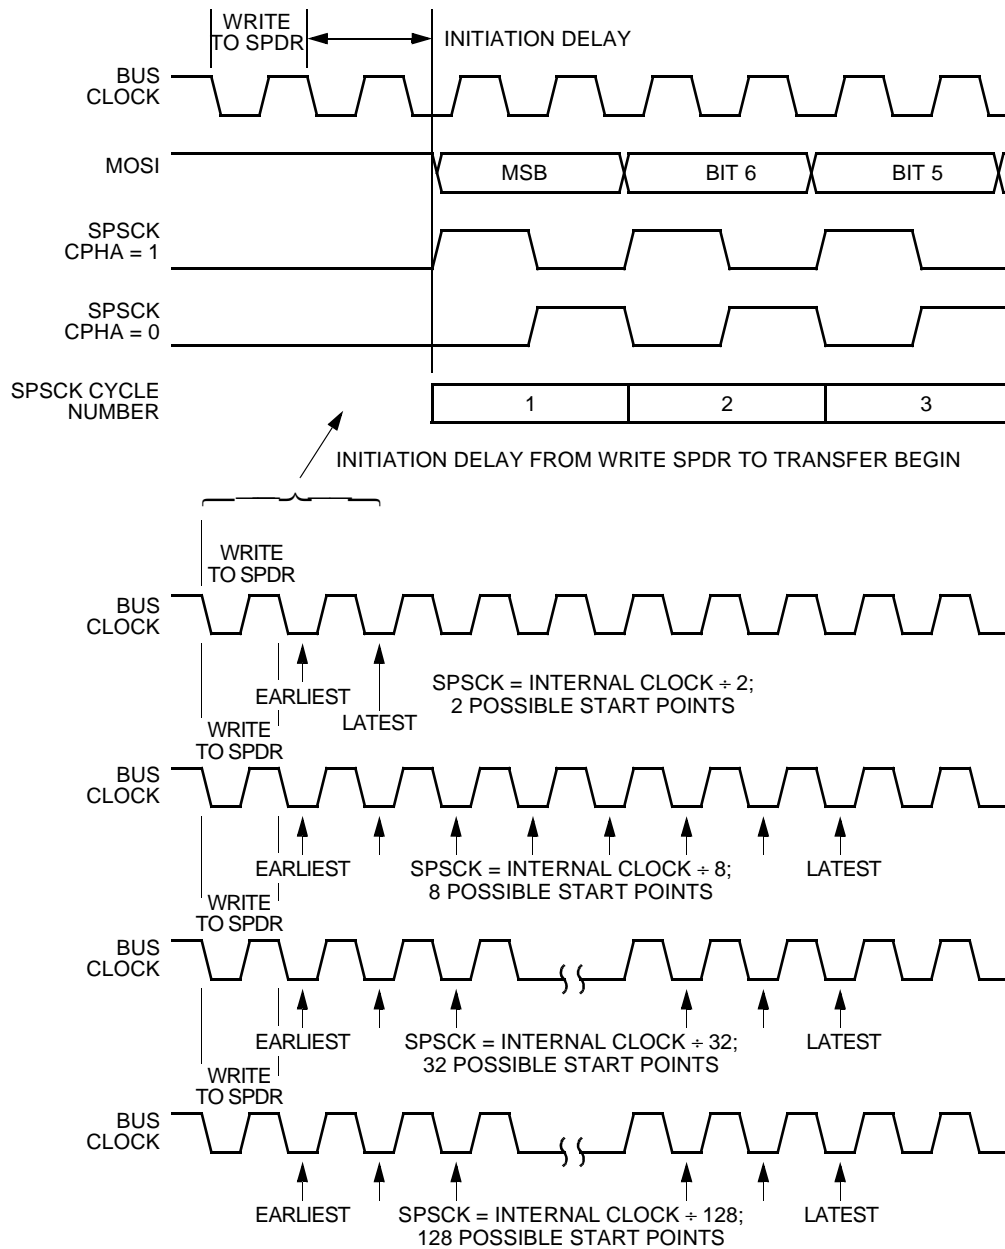 WRITE
TO SPDR
INITIATION DELAY
BUS
CLOCK
MOSI
MSB
BIT 6
BIT 5
SPSCK
CPHA = 1
SPSCK
CPHA = 0
SPSCK CYCLE
NUMBER
1
2
3
INITIATION DELAY FROM WRITE SPDR TO TRANSFER BEGIN
WRITE
TO SPDR
BUS
CLOCK
EARLIEST
LATEST
SPSCK = INTERNAL CLOCK ÷ 2;
2 POSSIBLE START POINTS
WRITE
TO SPDR
BUS
CLOCK
EARLIEST
SPSCK = INTERNAL CLOCK ÷ 8;
8 POSSIBLE START POINTS
LATEST
WRITE
TO SPDR
BUS
CLOCK
EARLIEST
SPSCK = INTERNAL CLOCK ÷ 32;
32 POSSIBLE START POINTS
LATEST
WRITE
TO SPDR
BUS
CLOCK
EARLIEST
SPSCK = INTERNAL CLOCK ÷ 128;
128 POSSIBLE START POINTS
LATEST